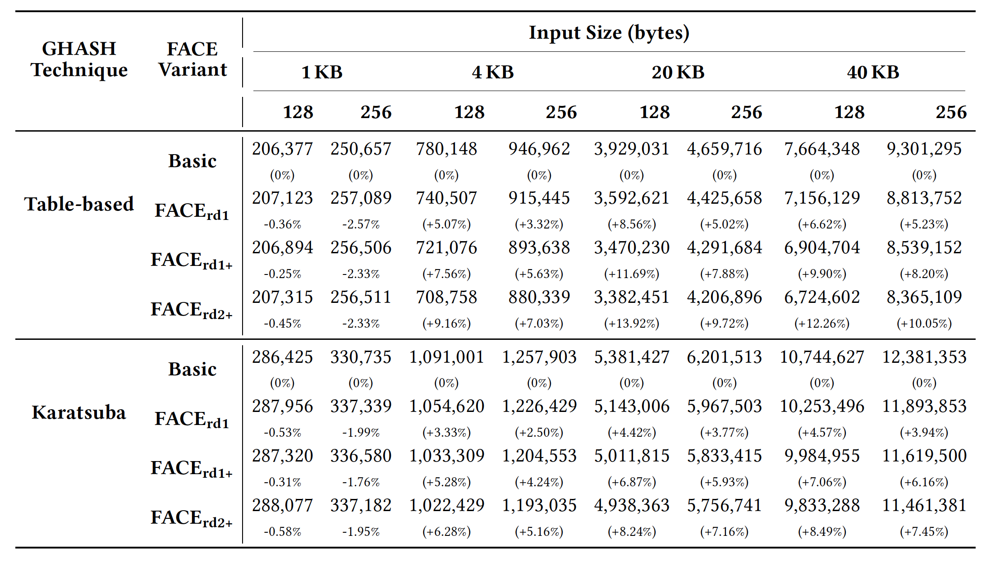 Input Size (bytes)
GHASH Technique FACE Variant
1 KB 4 KB 20 KB 40 KB
128 256 128 256 128 256 128 256
Table-based
Basic 206,377 250,657 780,148 946,962 3,929,031 4,659,716 7,664,348 9,301,295
(0%) (0%) (0%) (0%) (0%) (0%) (0%) (0%)
FACErd1 207,123 257,089 740,507 915,445 3,592,621 4,425,658 7,156,129 8,813,752
-0.36% -2.57% (+5.07%) (+3.32%) (+8.56%) (+5.02%) (+6.62%) (+5.23%)
FACErd1+ 206,894 256,506 721,076 893,638 3,470,230 4,291,684 6,904,704 8,539,152
-0.25% -2.33% (+7.56%) (+5.63%) (+11.69%) (+7.88%) (+9.90%) (+8.20%)
FACErd2+ 207,315 256,511 708,758 880,339 3,382,451 4,206,896 6,724,602 8,365,109
-0.45% -2.33% (+9.16%) (+7.03%) (+13.92%) (+9.72%) (+12.26%) (+10.05%)
Karatsuba
Basic 286,425 330,735 1,091,001 1,257,903 5,381,427 6,201,513 10,744,627 12,381,353
(0%) (0%) (0%) (0%) (0%) (0%) (0%) (0%)
FACErd1 287,956 337,339 1,054,620 1,226,429 5,143,006 5,967,503 10,253,496 11,893,853
-0.53% -1.99% (+3.33%) (+2.50%) (+4.42%) (+3.77%) (+4.57%) (+3.94%)
FACErd1+ 287,320 336,580 1,033,309 1,204,553 5,011,815 5,833,415 9,984,955 11,619,500
-0.31% -1.76% (+5.28%) (+4.24%) (+6.87%) (+5.93%) (+7.06%) (+6.16%)
FACErd2+ 288,077 337,182 1,022,429 1,193,035 4,938,363 5,756,741 9,833,288 11,461,381
-0.58% -1.95% (+6.28%) (+5.16%) (+8.24%) (+7.16%) (+8.49%) (+7.45%)